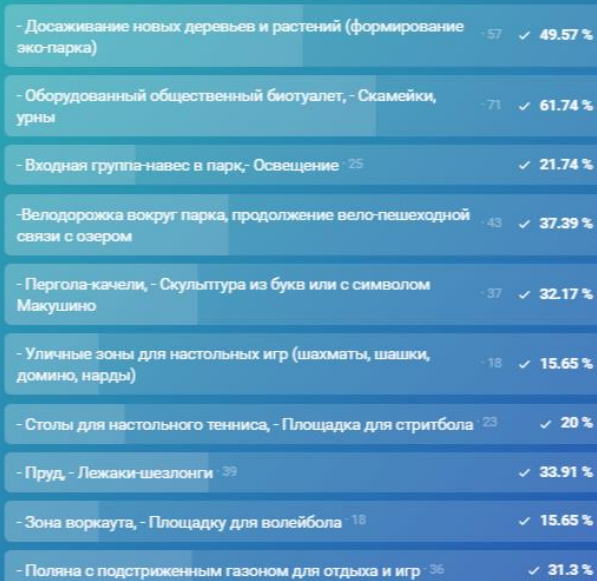 - Досаживание новых деревьев и растений (формирование · 57 ✓ 49.57 %
эко-парка)
- Оборудованный общественный биотуалет, - Скамейки, · 71 ✓ 61.74 %
урны
- Входная группа-навес в парк,- Освещение · 25 ✓ 21.74 %
-Велодорожка вокруг парка, продолжение вело-пешеходной · 43 ✓ 37.39 %
связи с озером
- Пергола-качели, - Скульптура из букв или с символом · 37 ✓ 32.17 %
Макушино
- Уличные зоны для настольных игр (шахматы, шашки, · 18 ✓ 15.65 %
домино, нарды)
- Столы для настольного тенниса, - Площадка для стритбола · 23 ✓ 20 %
- Пруд, - Лежаки-шезлонги · 39 ✓ 33.91 %
- Зона воркаута, - Площадку для волейбола · 18 ✓ 15.65 %
- Поляна с подстриженным газоном для отдыха и игр · 36 ✓ 31.3 %